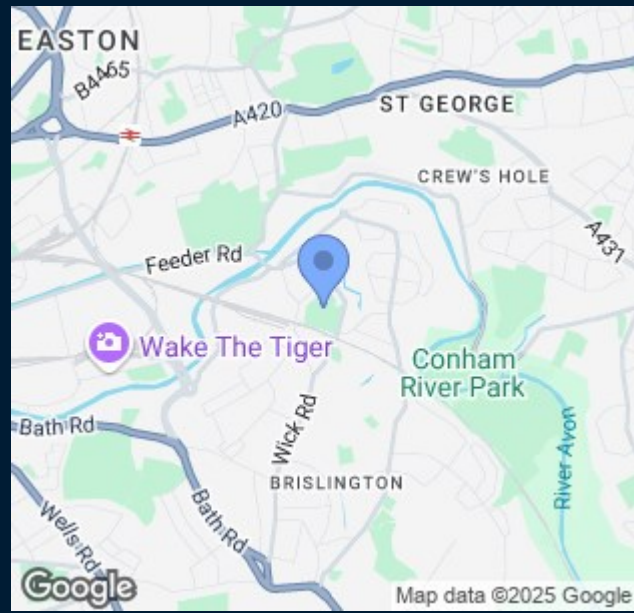 EASTON
B4465
A420
ST GEORGE
CREW'S HOLE
A431
Feeder Rd
Wake The Tiger
Conham
River Park
Bath Rd
Wick Rd
River Avon
BRISLINGTON
Wells Rd
Bath Rd
Google
Map data ©2025 Google